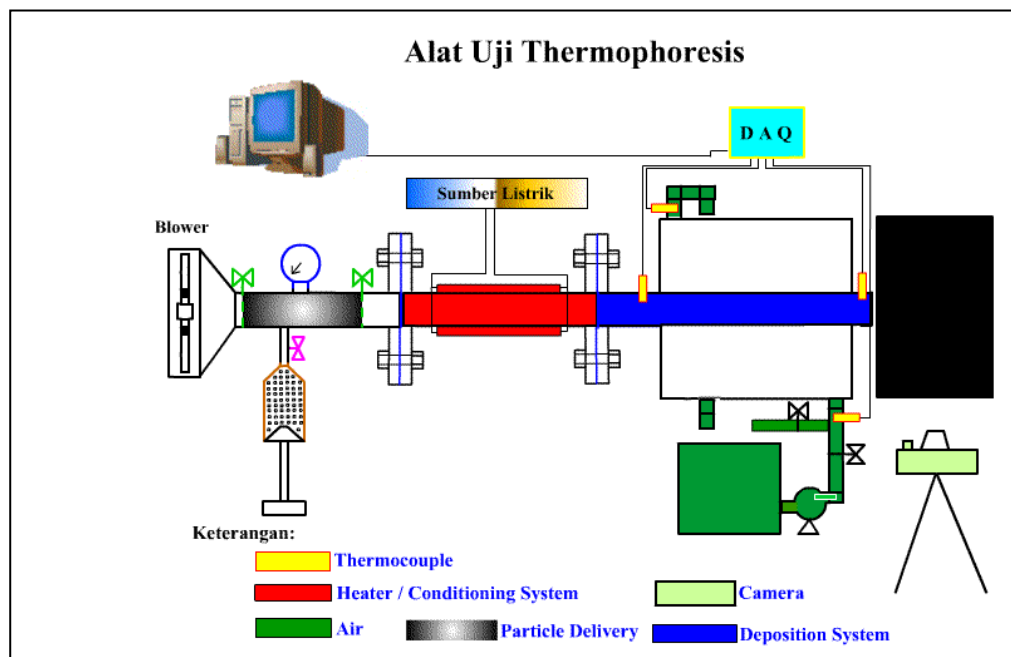 Alat Uji Thermophoresis
D A Q
Sumber Listrik
Blower
Keterangan:
Thermocouple
Heater / Conditioning System
Camera
Air
Particle Delivery
Deposition System